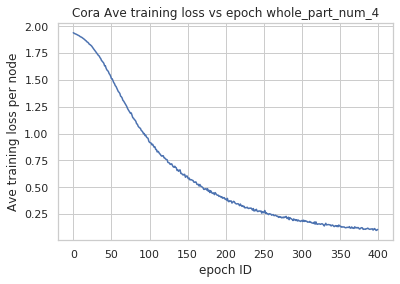 Cora Ave training loss vs epoch whole_part_num_4
Ave training loss per node
2.00
1.75
1.50
1.25
1.00
0.75
0.50
0.25
0 50 100 150 200 250 300 350 400
epoch ID